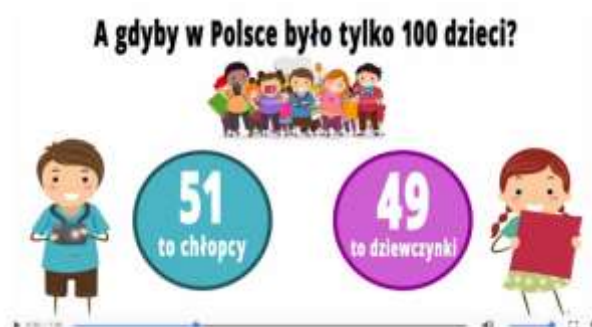 A gdyby w Polsce było tylko 100 dzieci?
51
to chłopcy
49
to dziewczynki